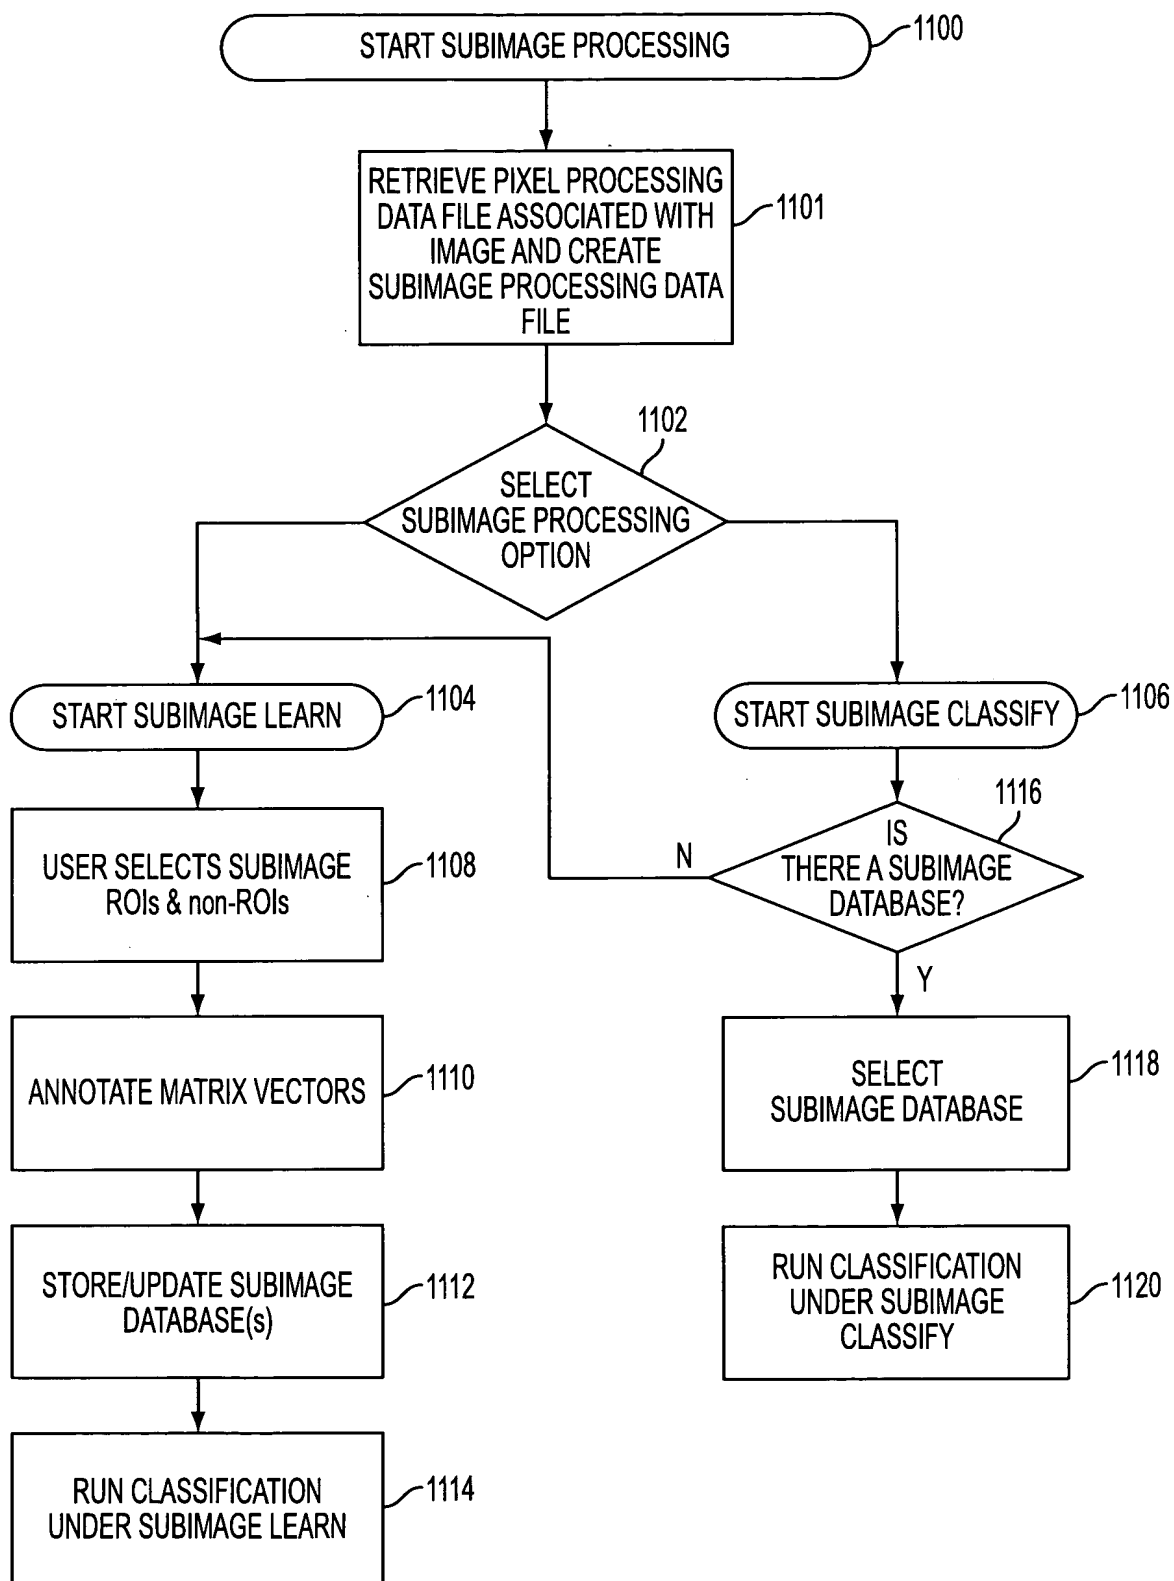 START SUBIMAGE PROCESSING
1100
RETRIEVE PIXEL PROCESSING
DATA FILE ASSOCIATED WITH
IMAGE AND CREATE
SUBIMAGE PROCESSING DATA
FILE
1101
1102
SELECT
SUBIMAGE PROCESSING
OPTION
START SUBIMAGE LEARN
1104
START SUBIMAGE CLASSIFY
1106
USER SELECTS SUBIMAGE
ROIs & non-ROIs
1108
N
IS
THERE A SUBIMAGE
DATABASE?
1116
Y
ANNOTATE MATRIX VECTORS
1110
SELECT
SUBIMAGE DATABASE
1118
STORE/UPDATE SUBIMAGE
DATABASE(s)
1112
RUN CLASSIFICATION
UNDER SUBIMAGE
CLASSIFY
1120
RUN CLASSIFICATION
UNDER SUBIMAGE LEARN
1114